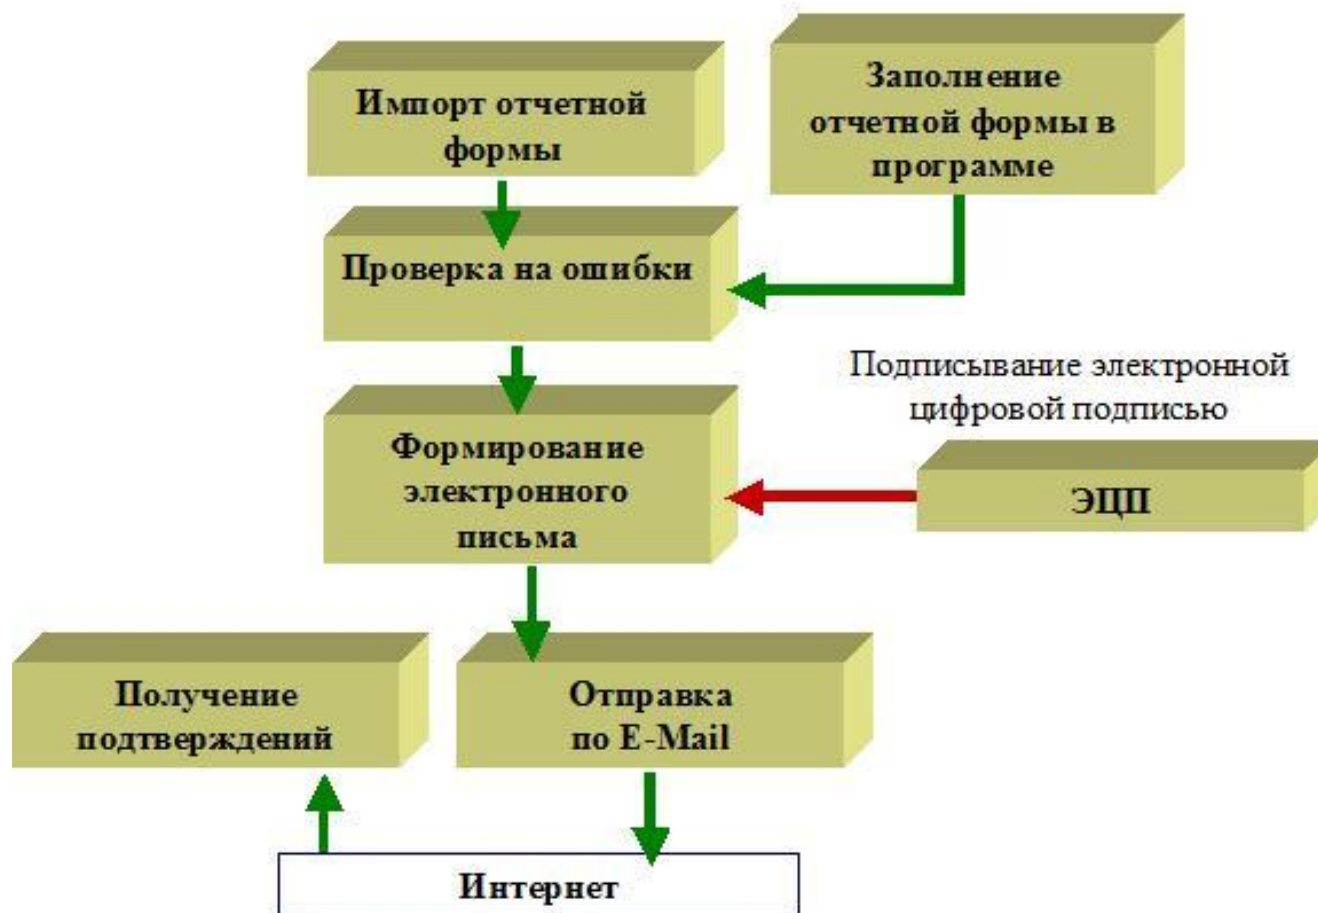 Импорт отчетной
формы
Заполнение
отчетной формы в
программе
Проверка на ошибки
Подписывание электронной
цифровой подписью
Формирование
электронного
письма
ЭЦП
Получение
подтверждений
Отправка
по E-Mail
Интернет